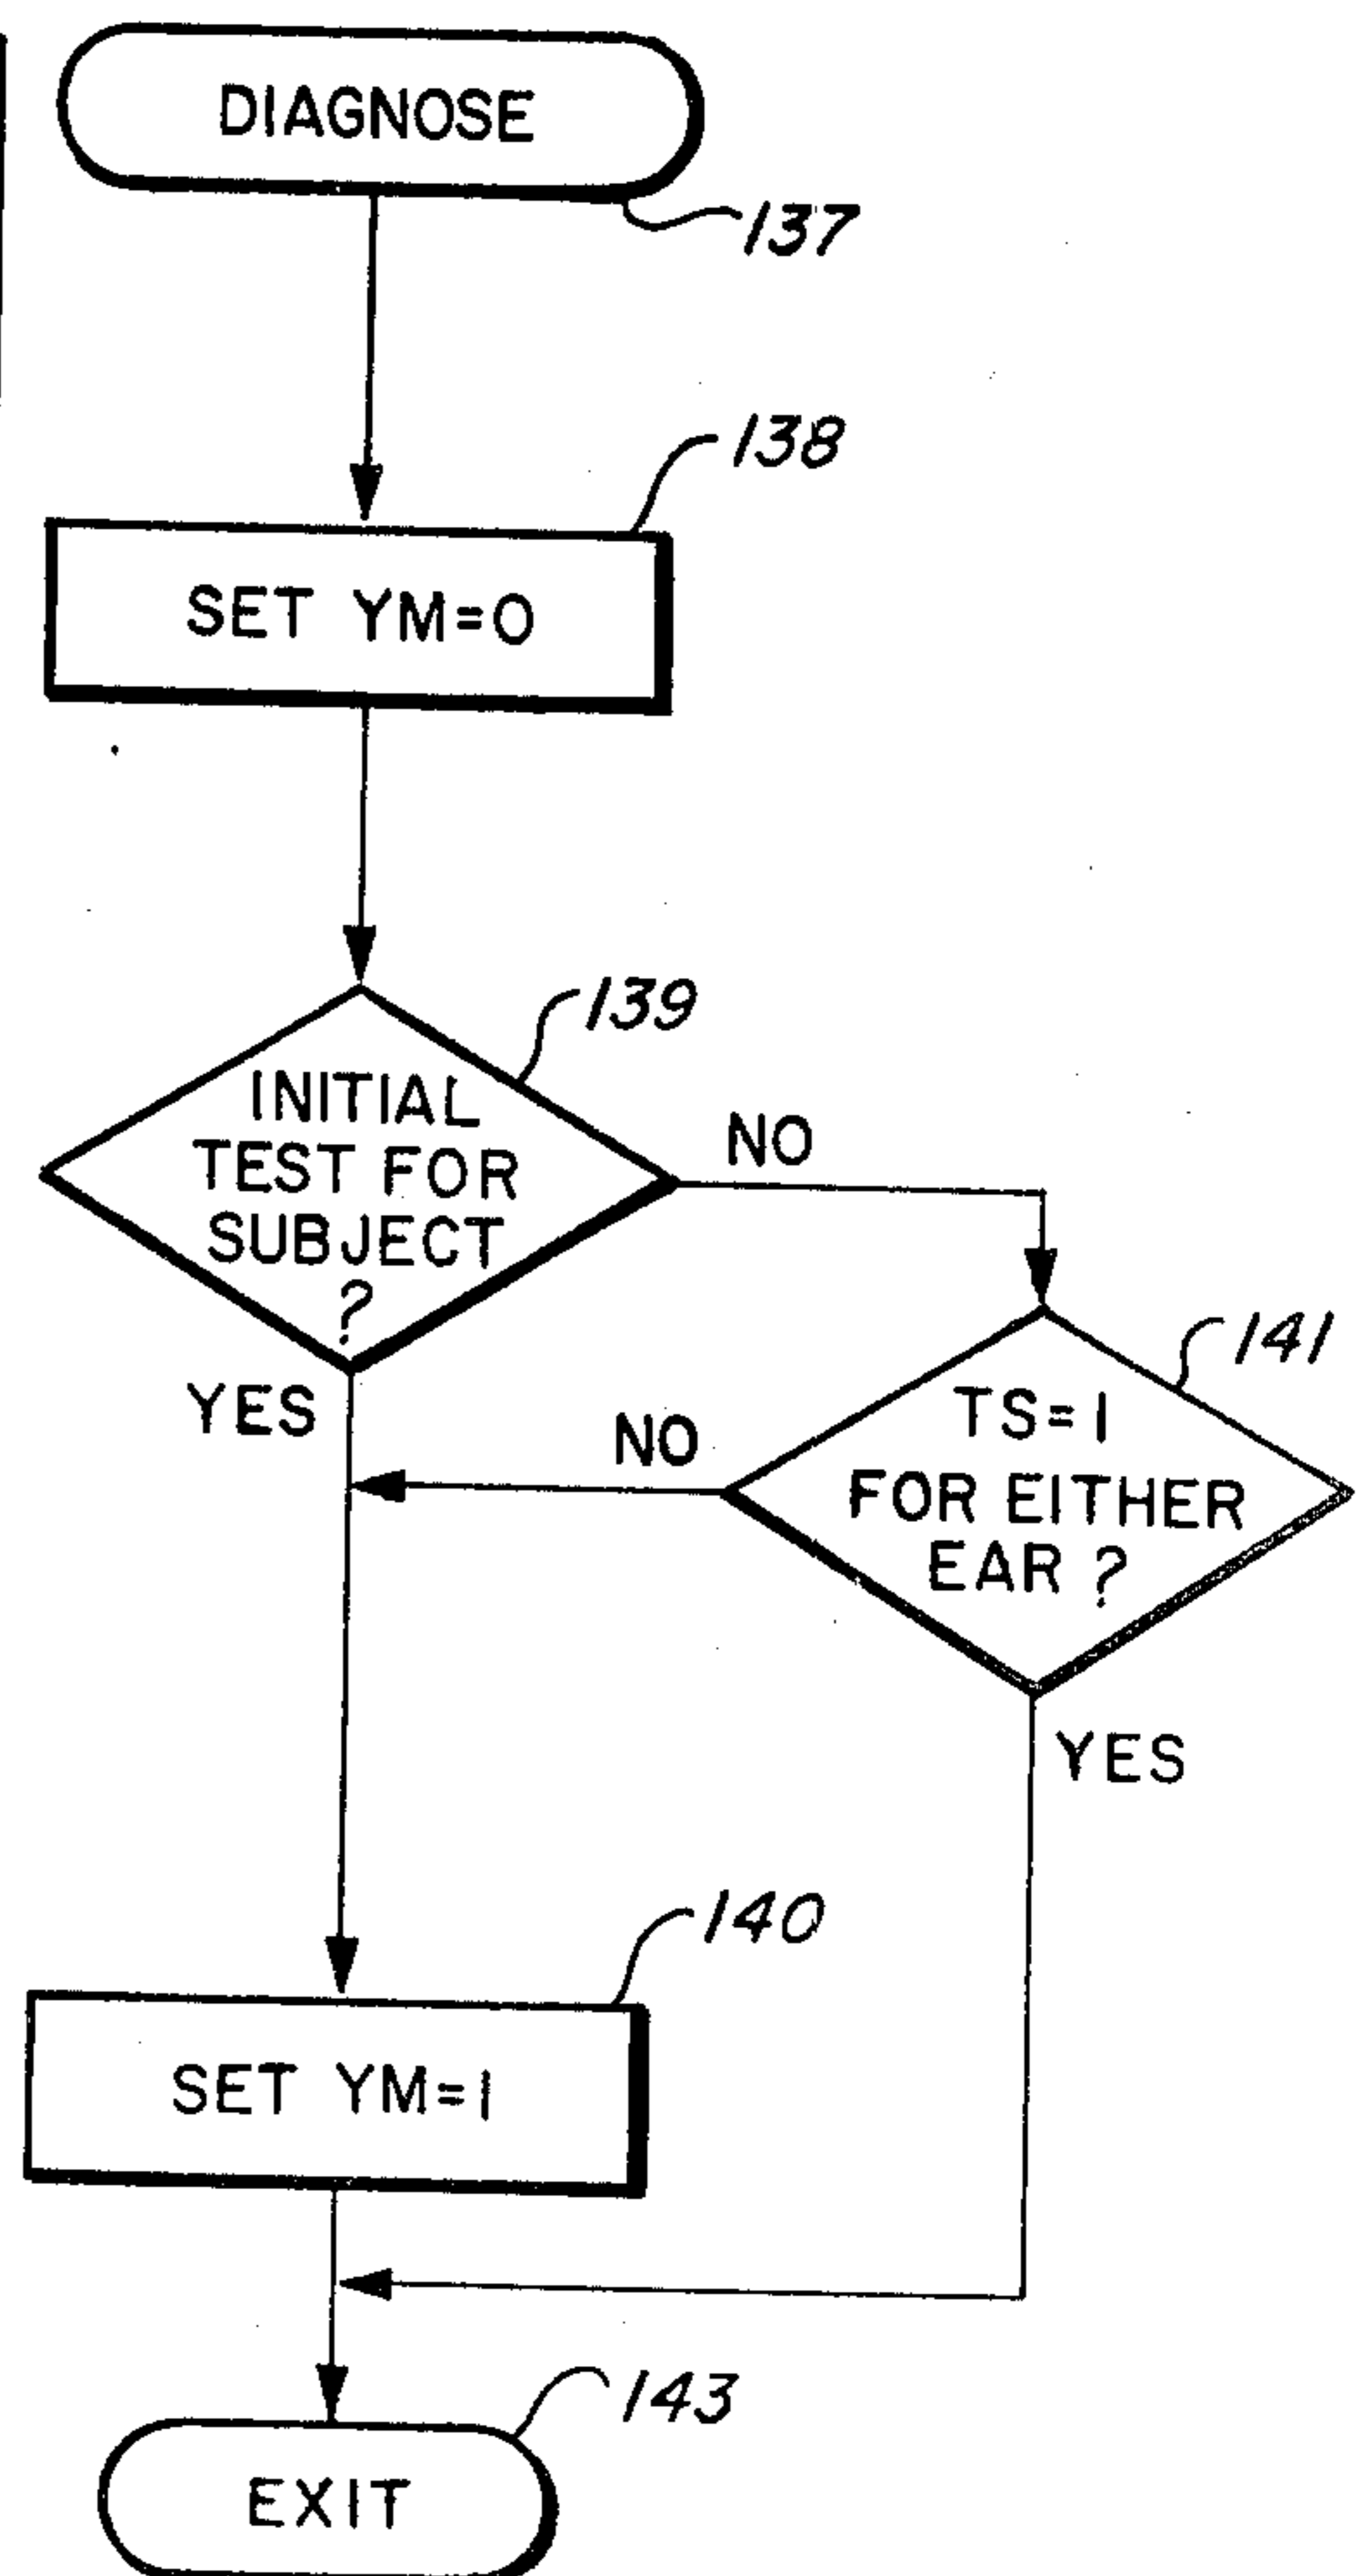 DIAGNOSE
137
138
SET YM=0
139
INITIAL
TEST FOR
SUBJECT
?
NO
YES
141
TS=1
FOR EITHER
EAR ?
NO
YES
140
SET YM=1
143
EXIT